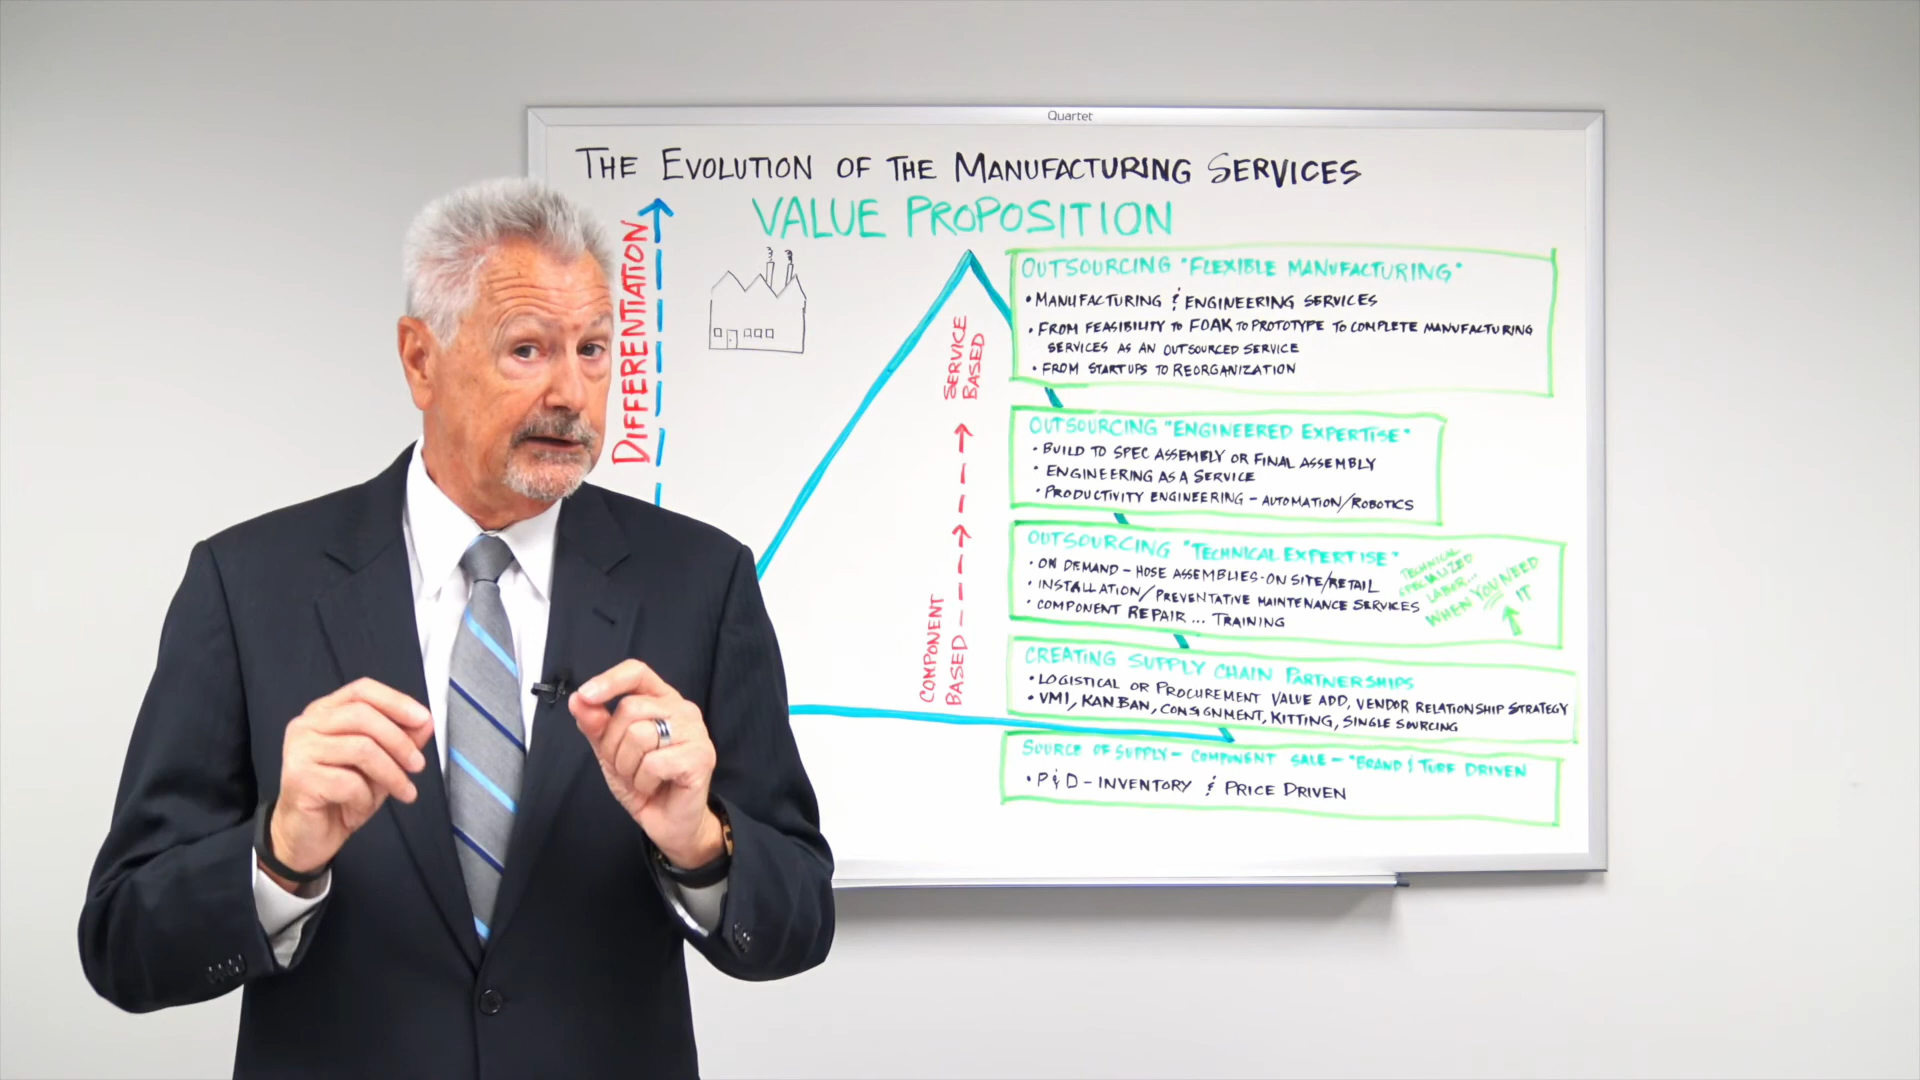 Quartet
THE EVOLUTION OF THE MANUFACTURING SERVICES
VALUE PROPOSITION
DIFFERENTIATION
COMPONENT
BASED
SERVICE
BASED
OUTSOURCING "FLEXIBLE MANUFACTURING"
• MANUFACTURING & ENGINEERING SERVICES
• FROM FEASIBILITY TO FOAK TO PROTOTYPE TO COMPLETE MANUFACTURING
SERVICES AS AN OUTSOURCED SERVICE
• FROM STARTUPS TO REORGANIZATION
OUTSOURCING "ENGINEERED EXPERTISE"
• BUILD TO SPEC ASSEMBLY OR FINAL ASSEMBLY
• ENGINEERING AS A SERVICE
• PRODUCTIVITY ENGINEERING - AUTOMATION/ROBOTICS
OUTSOURCING "TECHNICAL EXPERTISE"
• ON DEMAND - HOSE ASSEMBLIES - ON SITE/RETAIL
• INSTALLATION/PREVENTATIVE MAINTENANCE SERVICES
• COMPONENT REPAIR ... TRAINING
TECHNICAL
SPECIALIZED
LABOR...
WHEN YOU NEED
IT
CREATING SUPPLY CHAIN PARTNERSHIPS
• LOGISTICAL OR PROCUREMENT VALUE ADD, VENDOR RELATIONSHIP STRATEGY
• VMI, KANBAN, CONSIGNMENT, KITTING, SINGLE SOURCING
SOURCE OF SUPPLY - COMPONENT SALE - "BRAND & TURF DRIVEN
• P & D - INVENTORY & PRICE DRIVEN